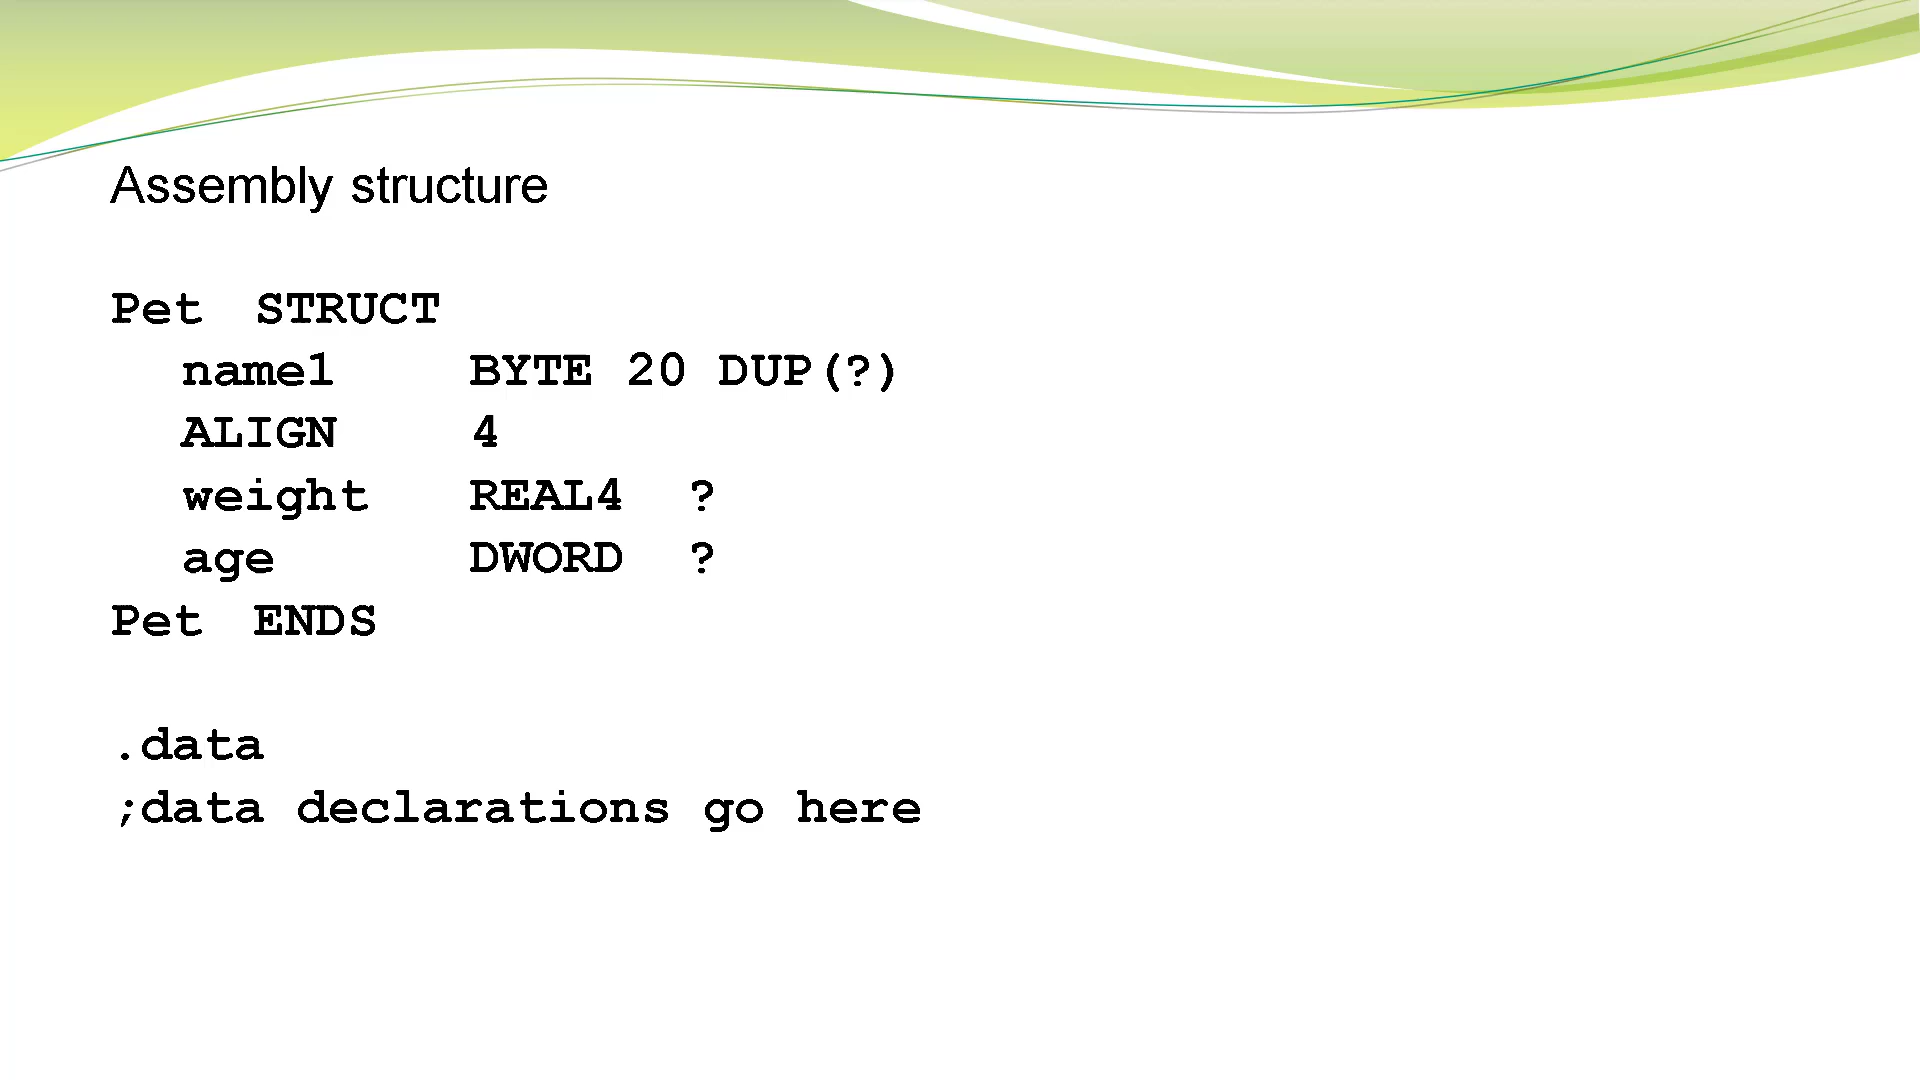 Assembly structure
Pet STRUCT
name1 BYTE 20 DUP(?)
ALIGN 4
weight REAL4 ?
age DWORD ?
Pet ENDS
.data
;data declarations go here